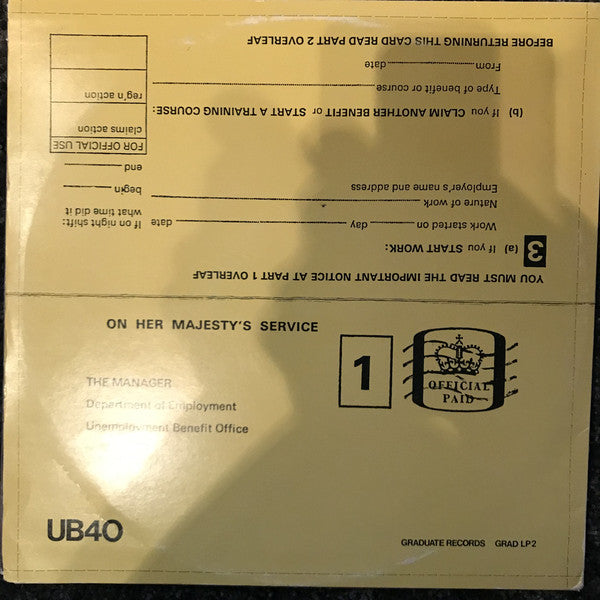 YOU MUST READ THE IMPORTANT NOTICE AT PART 1 OVERLEAF
3 (a) If you START WORK:
Work started on day date
If on night shift:
what time did it
Nature of work
begin
Employer's name and address
end
FOR OFFICIAL USE
claims action
(b) If you CLAIM ANOTHER BENEFIT or START A TRAINING COURSE:
Type of benefit or course
reg'n action
From date
BEFORE RETURNING THIS CARD READ PART 2 OVERLEAF
ON HER MAJESTY'S SERVICE
1
OFFICIAL
PAID
THE MANAGER
Department of Employment
Unemployment Benefit Office
UB40
GRADUATE RECORDS GRAD LP2